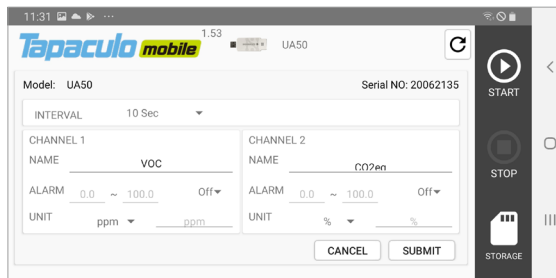 11:31
Tapaculo mobile 1.53 UA50
Model: UA50 Serial NO: 20062135
START
INTERVAL 10 Sec
CHANNEL 1 CHANNEL 2
NAME VOC NAME CO2eq
STOP
ALARM 0.0 ~ 100.0 Off ALARM 0.0 ~ 100.0 Off
UNIT ppm ppm UNIT % %
CANCEL SUBMIT
STORAGE